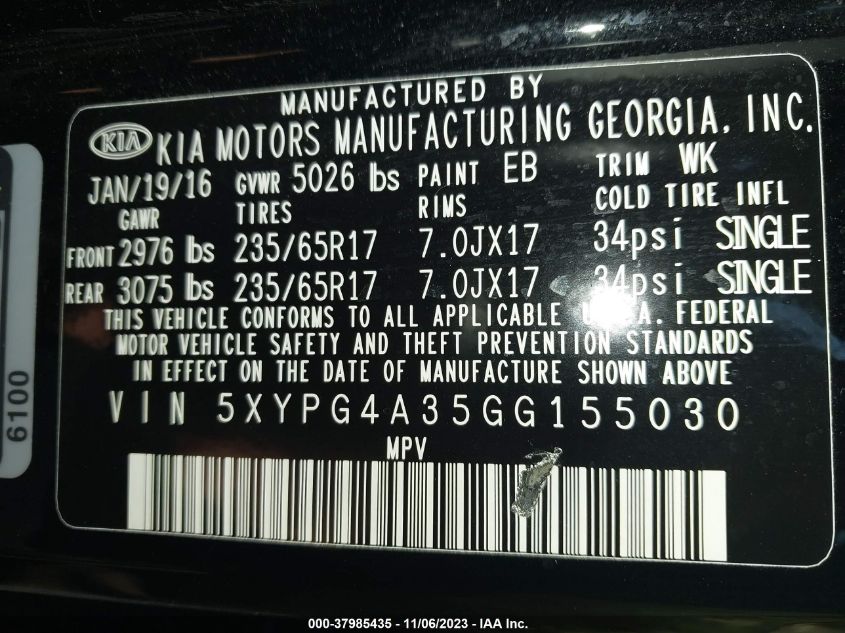 MANUFACTURED BY
KIA KIA MOTORS MANUFACTURING GEORGIA, INC.
JAN/19/16 GVWR 5026 lbs PAINT EB TRIM WK
GAWR TIRES RIMS COLD TIRE INFL
FRONT 2976 lbs 235/65R17 7.0JX17 34psi SINGLE
REAR 3075 lbs 235/65R17 7.0JX17 34psi SINGLE
THIS VEHICLE CONFORMS TO ALL APPLICABLE U.S.A. FEDERAL
MOTOR VEHICLE SAFETY AND THEFT PREVENTION STANDARDS
IN EFFECT ON THE DATE OF MANUFACTURE SHOWN ABOVE
VIN 5XYPG4A35GG155030
MPV
6100
000-37985435 - 11/06/2023 - IAA Inc.